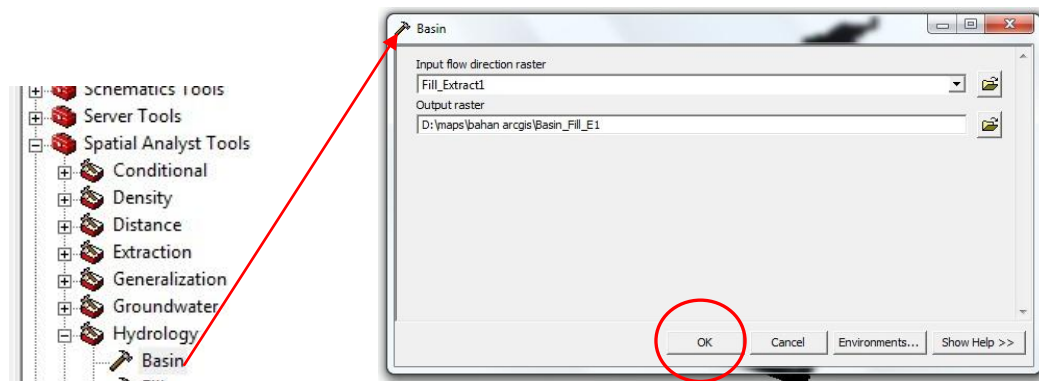 Schematics Tools
Server Tools
Spatial Analyst Tools
Conditional
Density
Distance
Extraction
Generalization
Groundwater
Hydrology
Basin
Basin
Input flow direction raster
Fill_Extract1
Output raster
D:\maps\bahan arcgis\Basin_Fill_E1
OK
Cancel
Environments...
Show Help >>